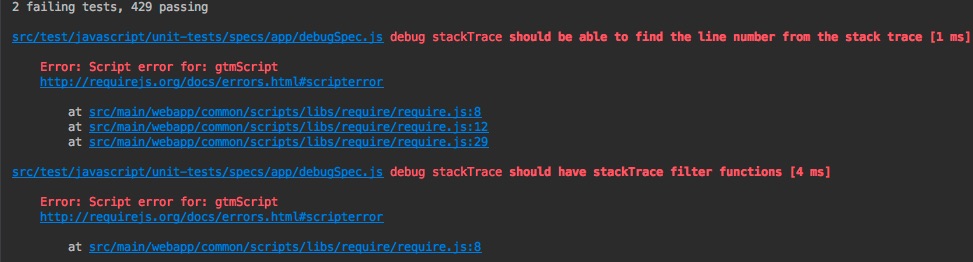 2 failing tests, 429 passing
src/test/javascript/unit-tests/specs/app/debugSpec.js debug stackTrace should be able to find the line number from the stack trace [1 ms]
Error: Script error for: gtmScript
http://requirejs.org/docs/errors.html#scripterror
at src/main/webapp/common/scripts/libs/require/require.js:8
at src/main/webapp/common/scripts/libs/require/require.js:12
at src/main/webapp/common/scripts/libs/require/require.js:29
src/test/javascript/unit-tests/specs/app/debugSpec.js debug stackTrace should have stackTrace filter functions [4 ms]
Error: Script error for: gtmScript
http://requirejs.org/docs/errors.html#scripterror
at src/main/webapp/common/scripts/libs/require/require.js:8